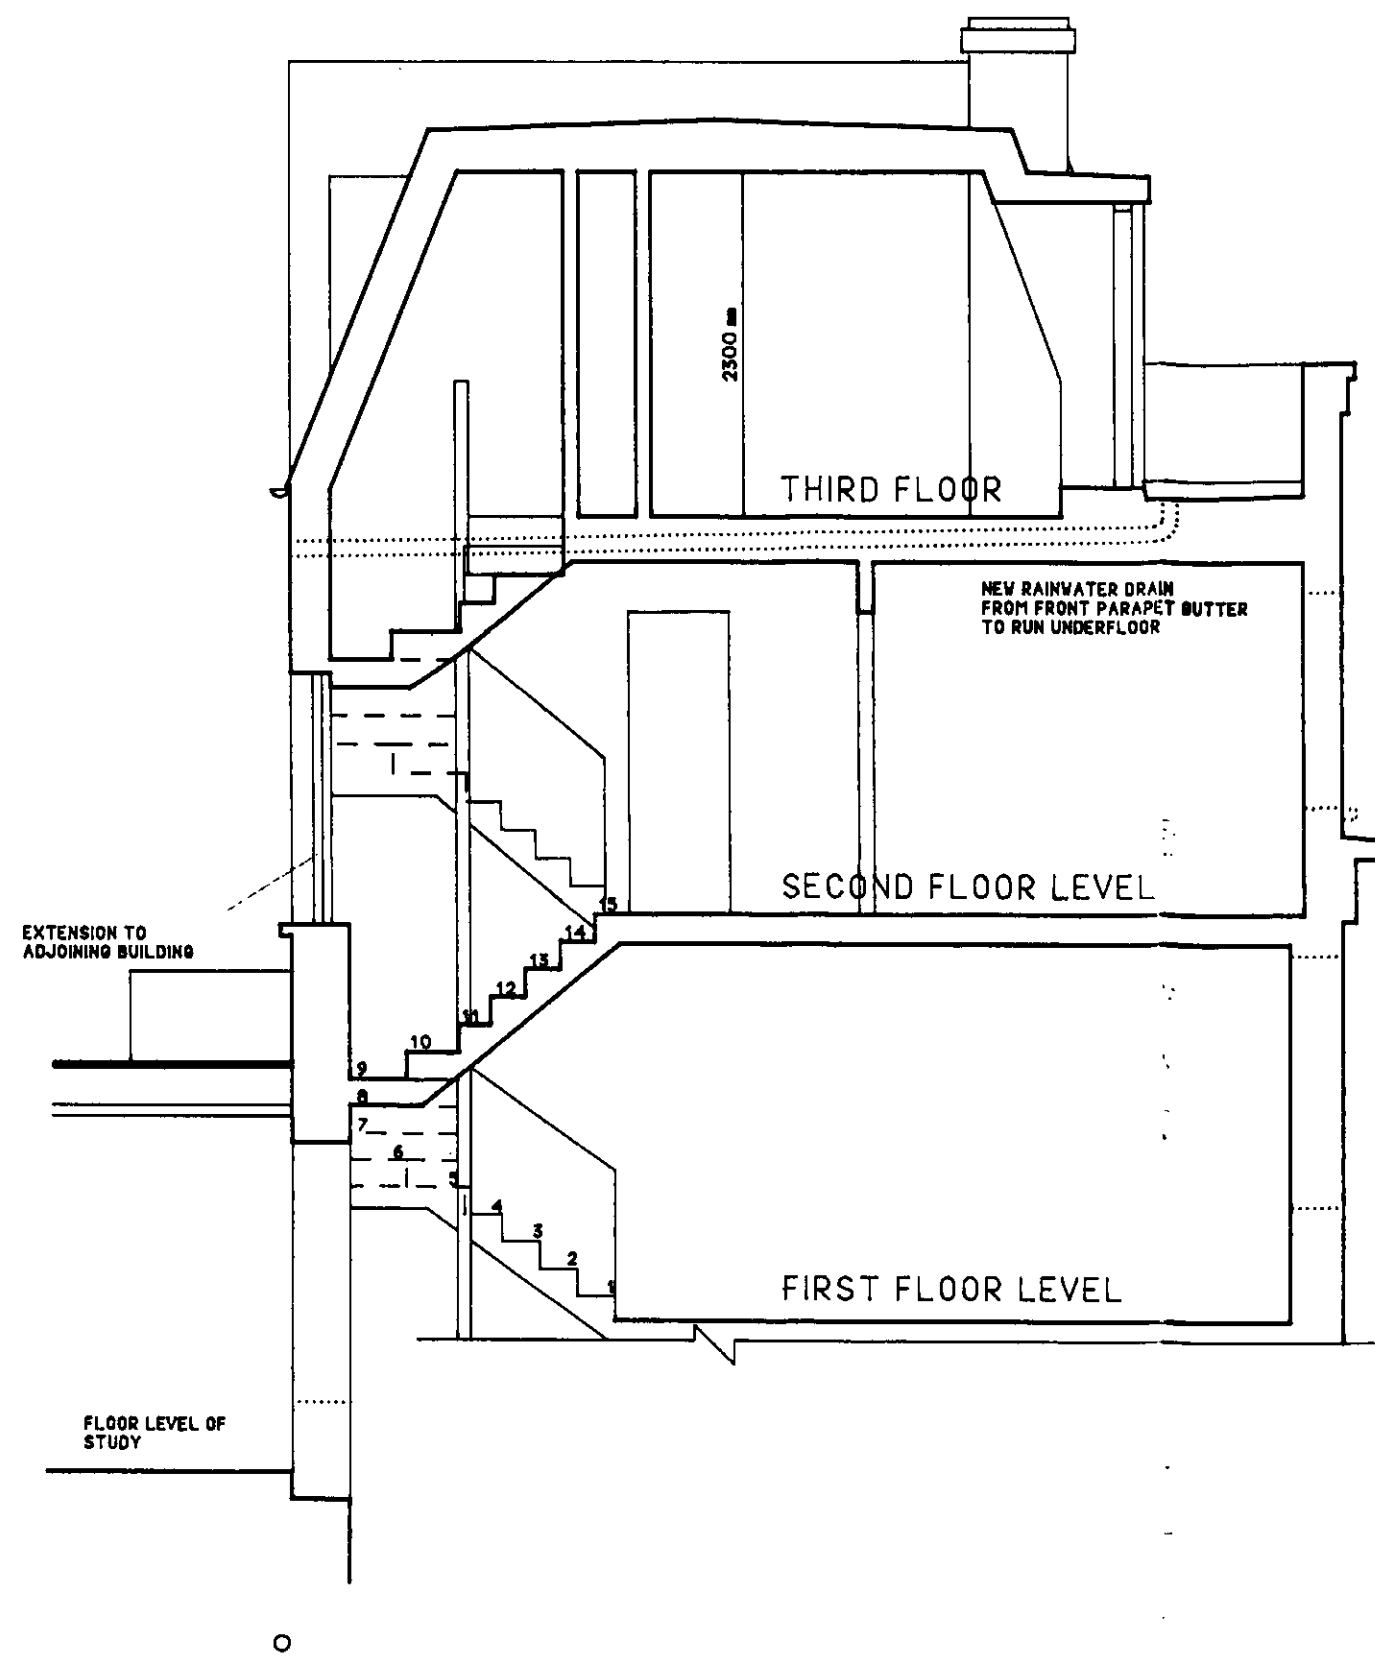 2300 mm
THIRD FLOOR
NEW RAINWATER DRAIN
FROM FRONT PARAPET GUTTER
TO RUN UNDERFLOOR
15
SECOND FLOOR LEVEL
14
EXTENSION TO
ADJOINING BUILDING
13
12
11
10
9
8
7
6
5
4
3
2
1
FIRST FLOOR LEVEL
FLOOR LEVEL OF
STUDY